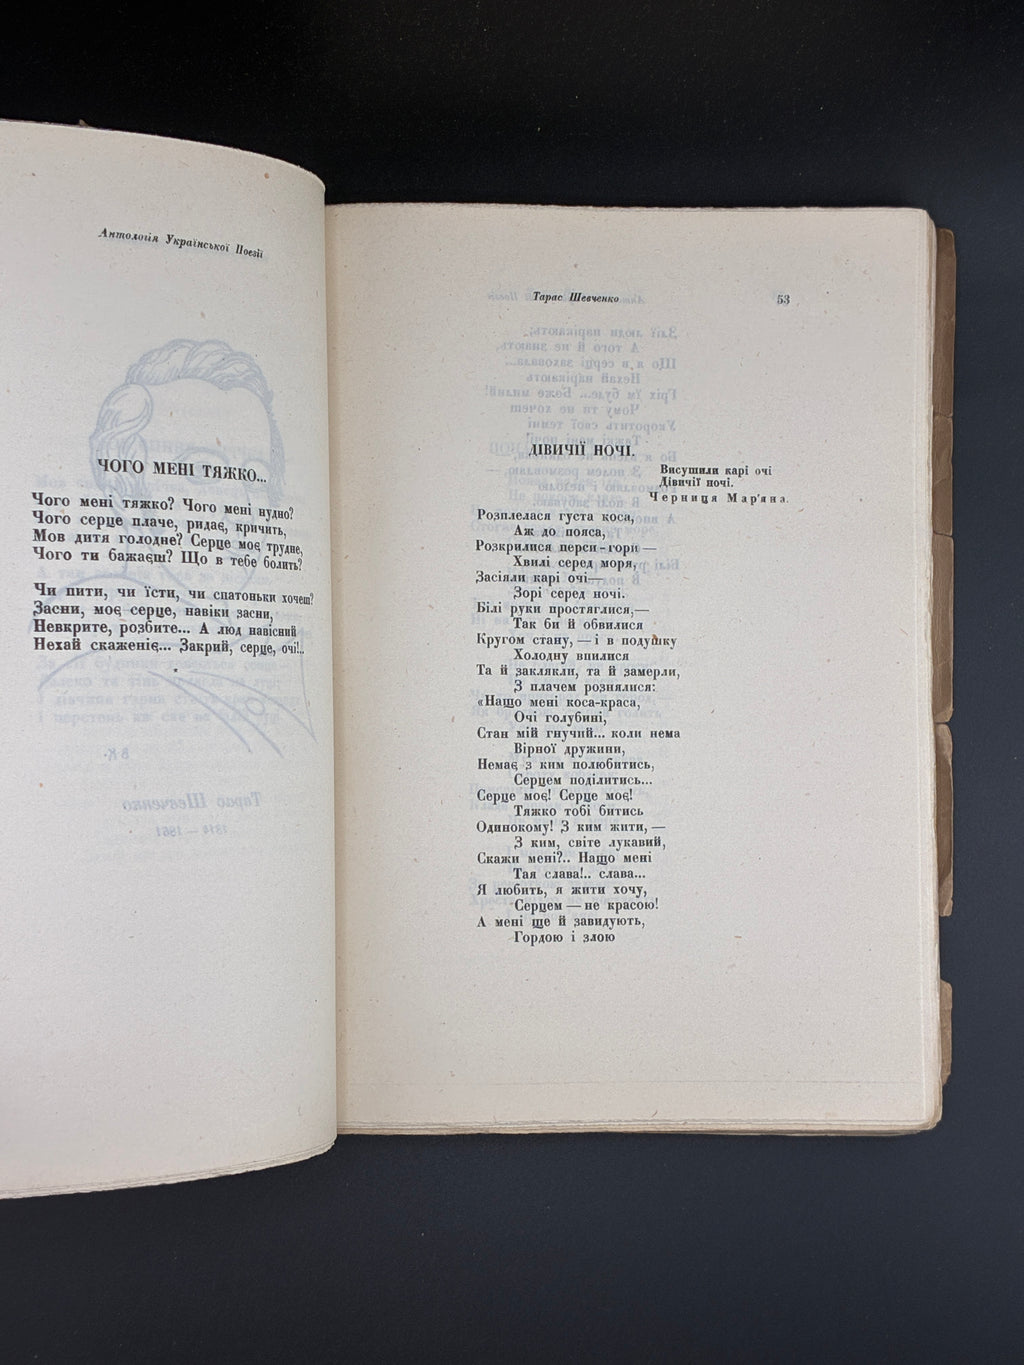 Антологія Української Поезії
ЧОГО МЕНІ ТЯЖКО...
Чого мені тяжко? Чого мені нудно?
Чого серце плаче, ридає, кричить,
Мов дитя голодне? Серце моє трудне,
Чого ти бажаєш? Що в тебе болить?
Чи пити, чи їсти, чи спатоньки хочеш?
Засни, моє серце, навіки засни,
Невкрите, розбите... А люд навісний
Нехай скаженіє... Закрий, серце, очі!..
Тарас Шевченко 53
ДІВИЧІЇ НОЧІ.
Висушили карі очі
Дівичії ночі.
Черниця Мар'яна.
Розплелася густа коса,
Аж до пояса,
Розкрилися перси-гори —
Хвилі серед моря,
Засіяли карі очі —
Зорі серед ночі.
Білі руки простяглися, —
Так би й обвилися
Кругом стану, — і в подушку
Холодну впилися
Та й заклякли, та й замерли,
З плачем рознялися:
«Нащо мені коса-краса,
Очі голубині,
Стан мій гнучий... коли нема
Вірної дружини,
Немає з ким полюбитись,
Серцем поділитись...
Серце моє! Серце моє!
Тяжко тобі битись
Одинокому! З ким жити, —
З ким, світе лукавий,
Скажи мені?.. Нащо мені
Тая слава!.. слава...
Я любить, я жити хочу,
Серцем — не красою!
А мені ще й завидують,
Гордою і злою